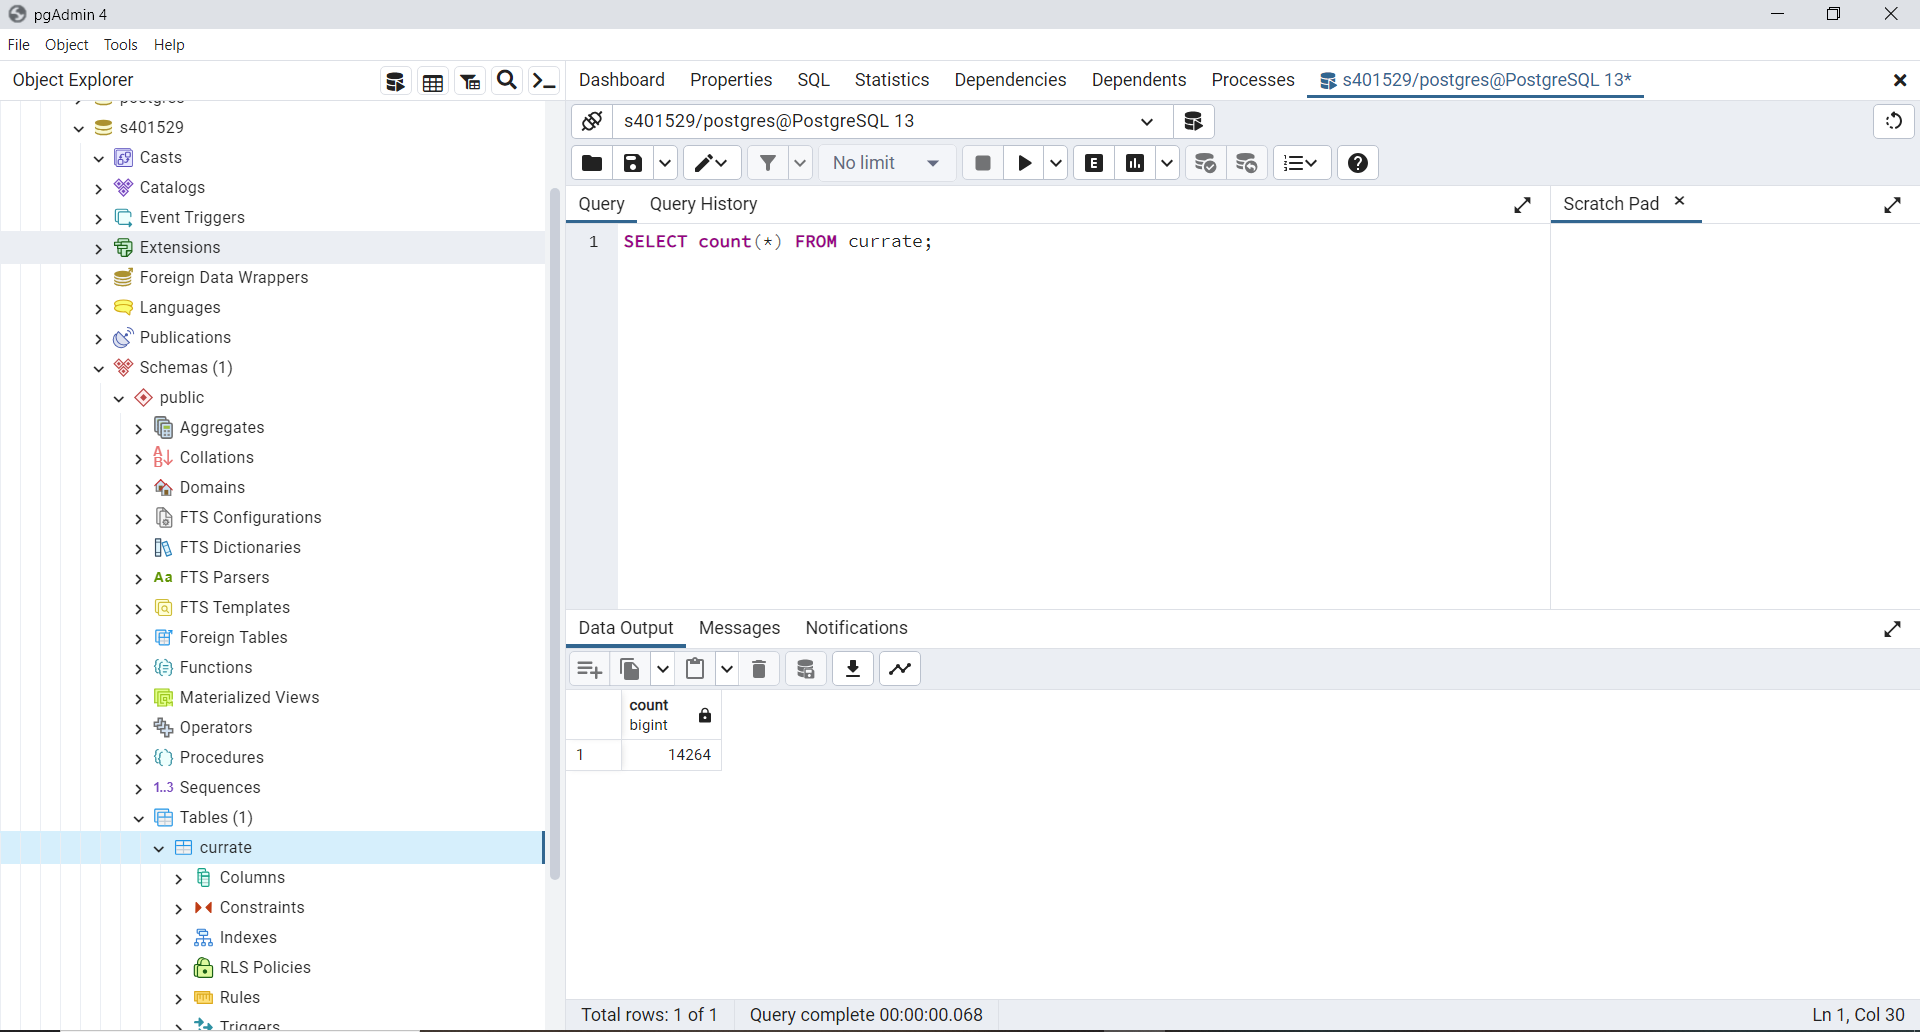 pgAdmin 4
File Object Tools Help
Object Explorer
Dashboard Properties SQL Statistics Dependencies Dependents Processes s401529/postgres@PostgreSQL 13*
postgres
s401529
Casts
Catalogs
Event Triggers
Extensions
Foreign Data Wrappers
Languages
Publications
Schemas (1)
public
Aggregates
Collations
Domains
FTS Configurations
FTS Dictionaries
Aa FTS Parsers
FTS Templates
Foreign Tables
Functions
Materialized Views
Operators
Procedures
1..3 Sequences
Tables (1)
currate
Columns
Constraints
Indexes
RLS Policies
Rules
Triggers
s401529/postgres@PostgreSQL 13
No limit
E
Query Query History
Scratch Pad
1 SELECT count(*) FROM currate;
Data Output Messages Notifications
count
bigint
1 14264
Total rows: 1 of 1 Query complete 00:00:00.068 Ln 1, Col 30